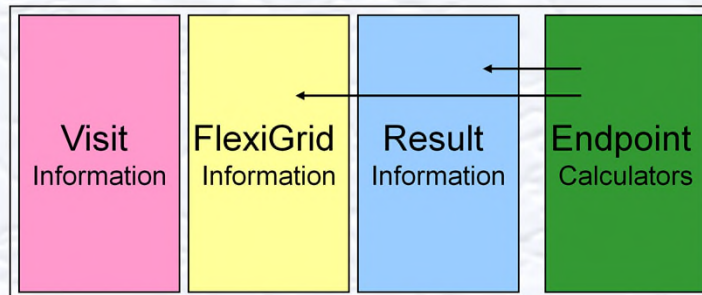 Visit
Information
FlexiGrid
Information
Result
Information
Endpoint
Calculators